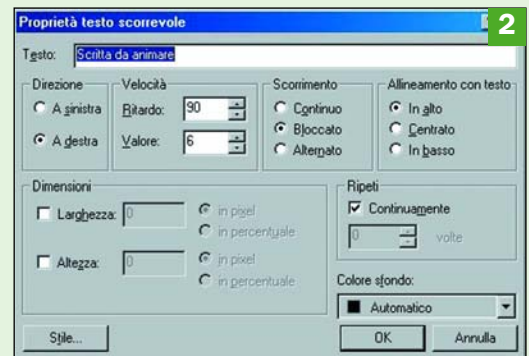 Proprietà testo scorrevole
2
Testo: Scritta da animare
Direzione
A sinistra
A destra
Velocità
Ritardo: 90
Valore: 6
Scorrimento
Continuo
Bloccato
Alternato
Allineamento con testo
In alto
Centrato
In basso
Dimensioni
Larghezza: 0
in pixel
in percentuale
Altezza: 0
in pixel
in percentuale
Ripeti
Continuamente
0 volte
Colore sfondo:
Automatico
Stile...
OK
Annulla